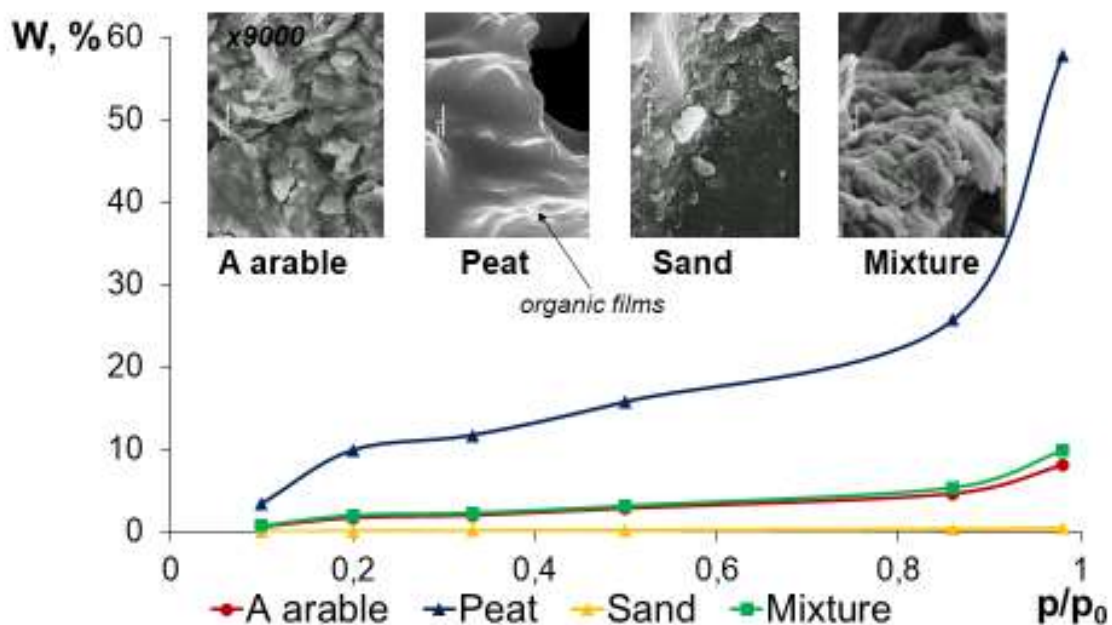 W, %
60
50
40
30
20
10
0
x9000
A arable
Peat
Sand
Mixture
organic films
0
0,2
0,4
0,6
0,8
1
p/p0
A arable
Peat
Sand
Mixture